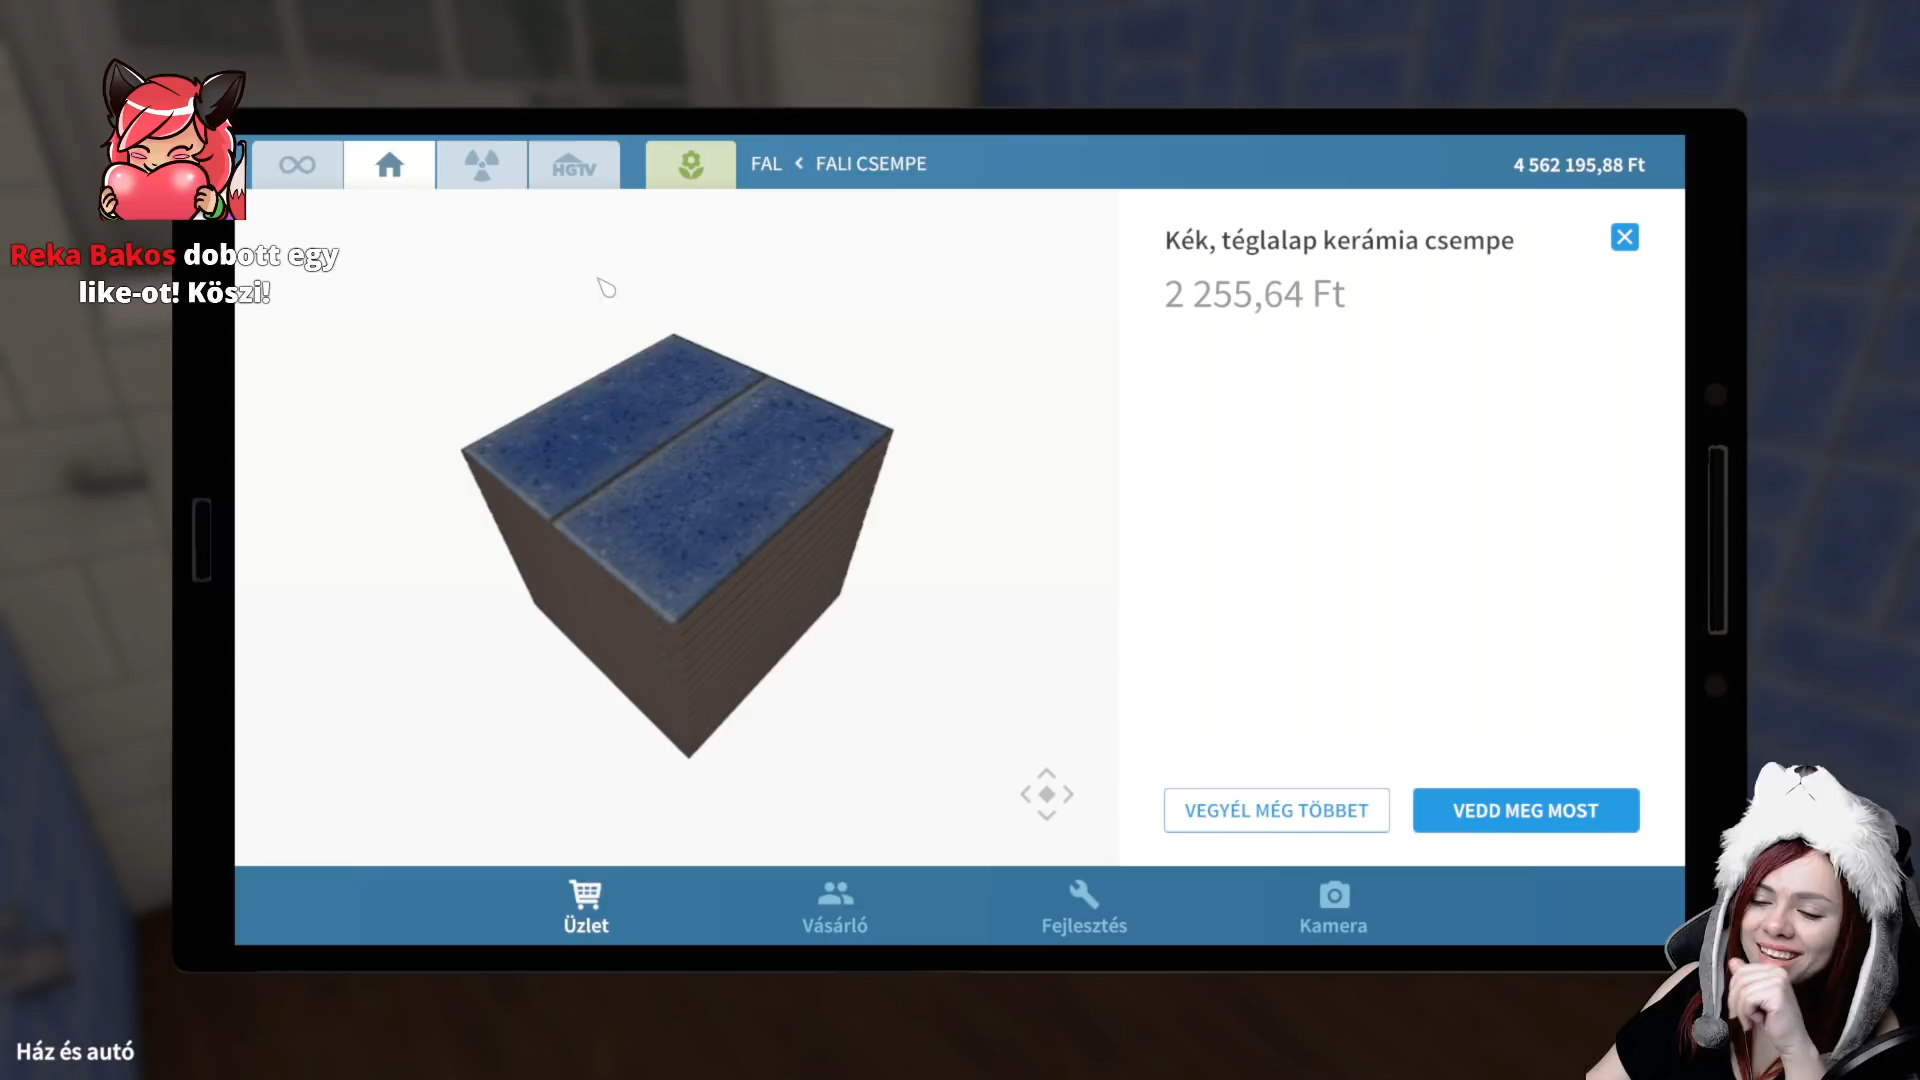 HGTV
FAL < FALI CSEMPE
4 562 195,88 Ft
Reka Bakos dobott egy
like-ot! Köszi!
Kék, téglalap kerámia csempe
2 255,64 Ft
VEGYÉL MÉG TÖBBET
VEDD MEG MOST
Üzlet
Vásárló
Fejlesztés
Kamera
Ház és autó